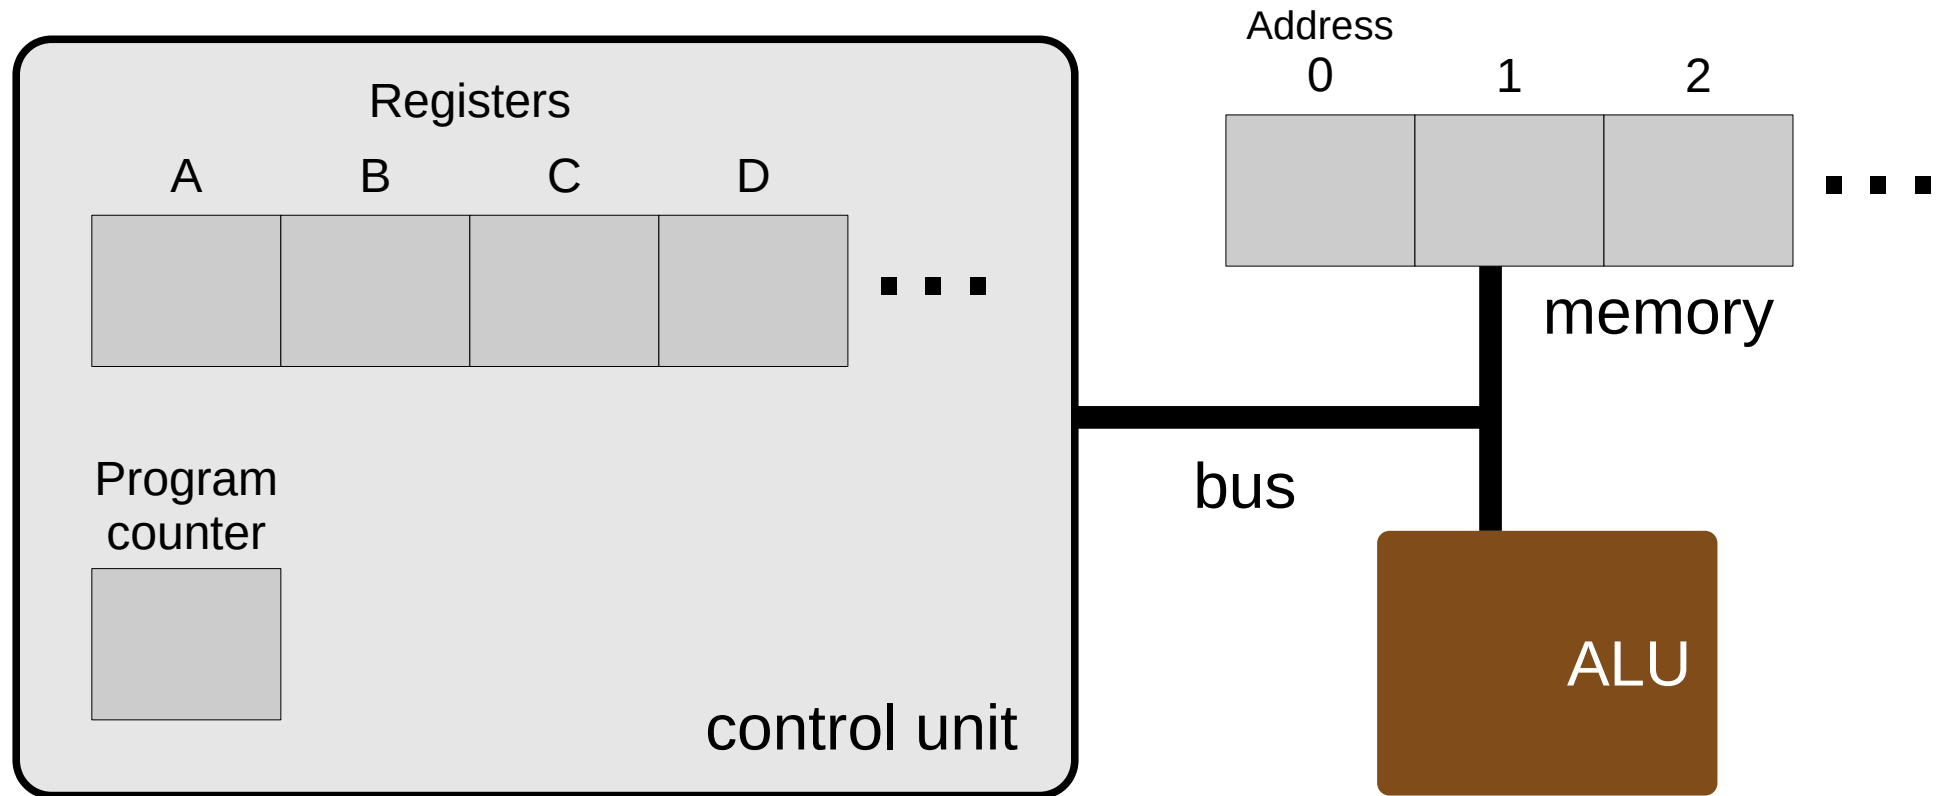 Registers
A B C D
Program
counter
control unit
Address
0 1 2
memory
bus
ALU